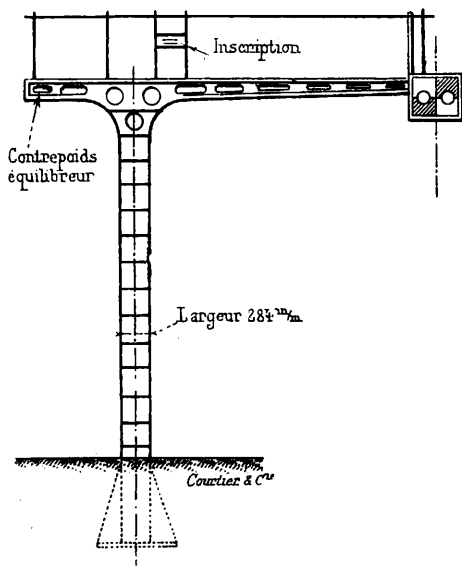 Inscription
Contrepoids
équilibreur
Largeur 284 m/m
Courtier & Cie